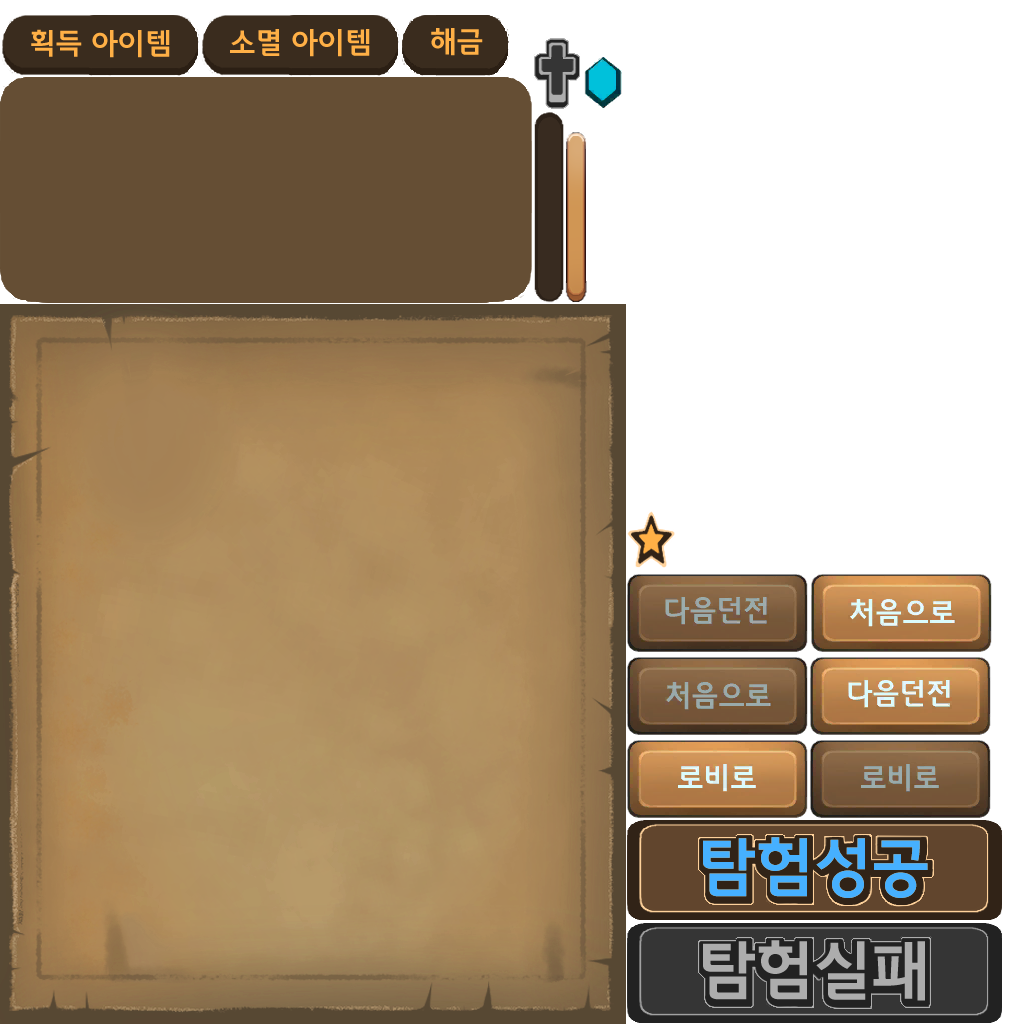 획득 아이템
소멸 아이템
해금
다음던전
처음으로
처음으로
다음던전
로비로
로비로
탐험성공
탐험실패